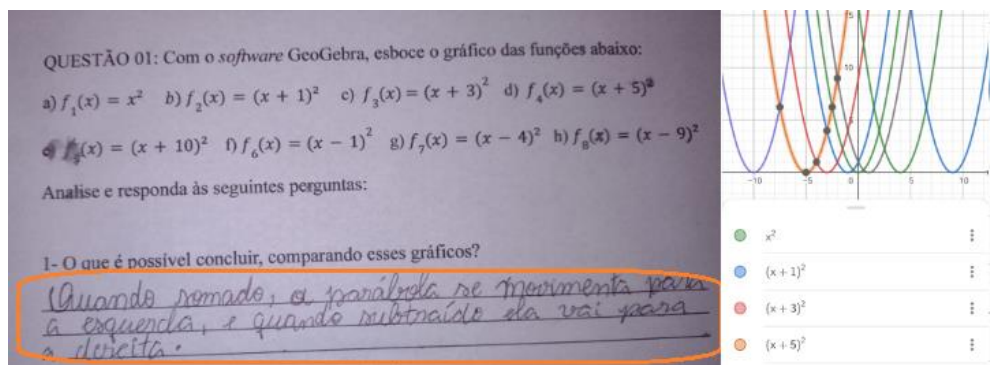 QUESTÃO 01: Com o software GeoGebra, esboce o gráfico das funções abaixo:
a) f₁(x) = x² b) f₂(x) = (x + 1)² c) f₃(x) = (x + 3)² d) f₄(x) = (x + 5)²
f₅(x) = (x + 10)² f) f₆(x) = (x − 1)² g) f₇(x) = (x − 4)² h) f₈(x) = (x − 9)²
Analise e responda às seguintes perguntas:
1- O que é possível concluir, comparando esses gráficos?
Quando somado, a parábola se movimenta para
a esquerda, e quando subtraído ela vai para
a direita.
15
10
5
−10 −5 0 5 10
x²
(x + 1)²
(x + 3)²
(x + 5)²